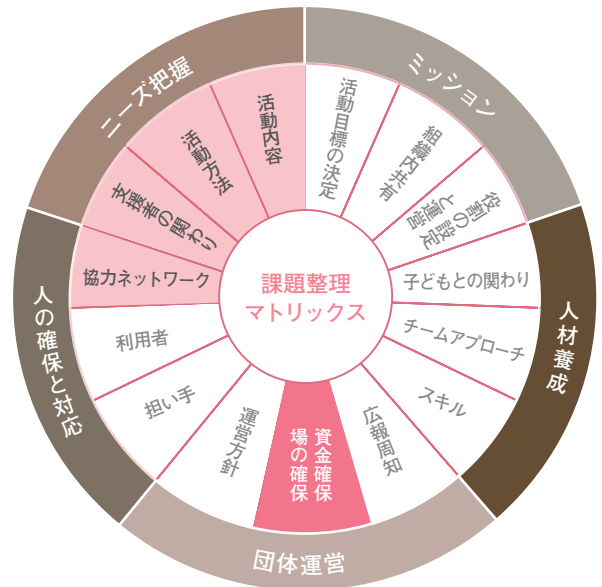 課題整理
マトリックス
ミッション
活動目標の決定
組織内共有
役割の設定
と運営
人材養成
子どもとの関わり
チームアプローチ
スキル
団体運営
広報周知
資金確保
場の確保
運営方針
人の確保と対応
担い手
利用者
協力ネットワーク
ニーズ把握
支援者の関わり
活動方法
活動内容